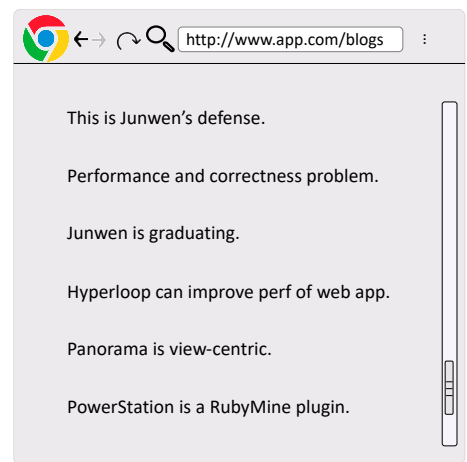 http://www.app.com/blogs
This is Junwen’s defense.
Performance and correctness problem.
Junwen is graduating.
Hyperloop can improve perf of web app.
Panorama is view-centric.
PowerStation is a RubyMine plugin.